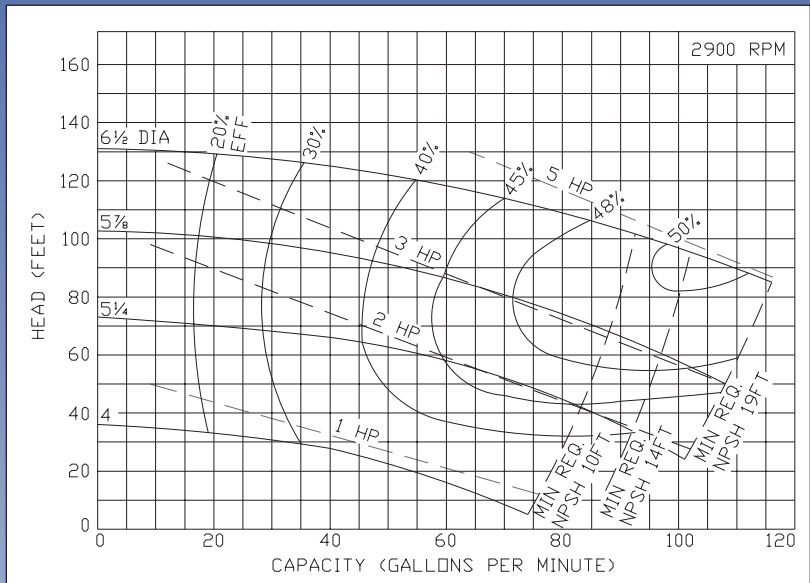 2900 RPM
160
140
120
100
80
60
40
20
0
HEAD (FEET)
6½ DIA
5⅞
5¼
4
20%
EFF
30%
40%
45%
48%
50%
5 HP
3 HP
2 HP
1 HP
MIN REQ.
NPSH 10FT
MIN REQ.
NPSH 14FT
MIN REQ.
NPSH 19FT
0 20 40 60 80 100 120
CAPACITY (GALLONS PER MINUTE)